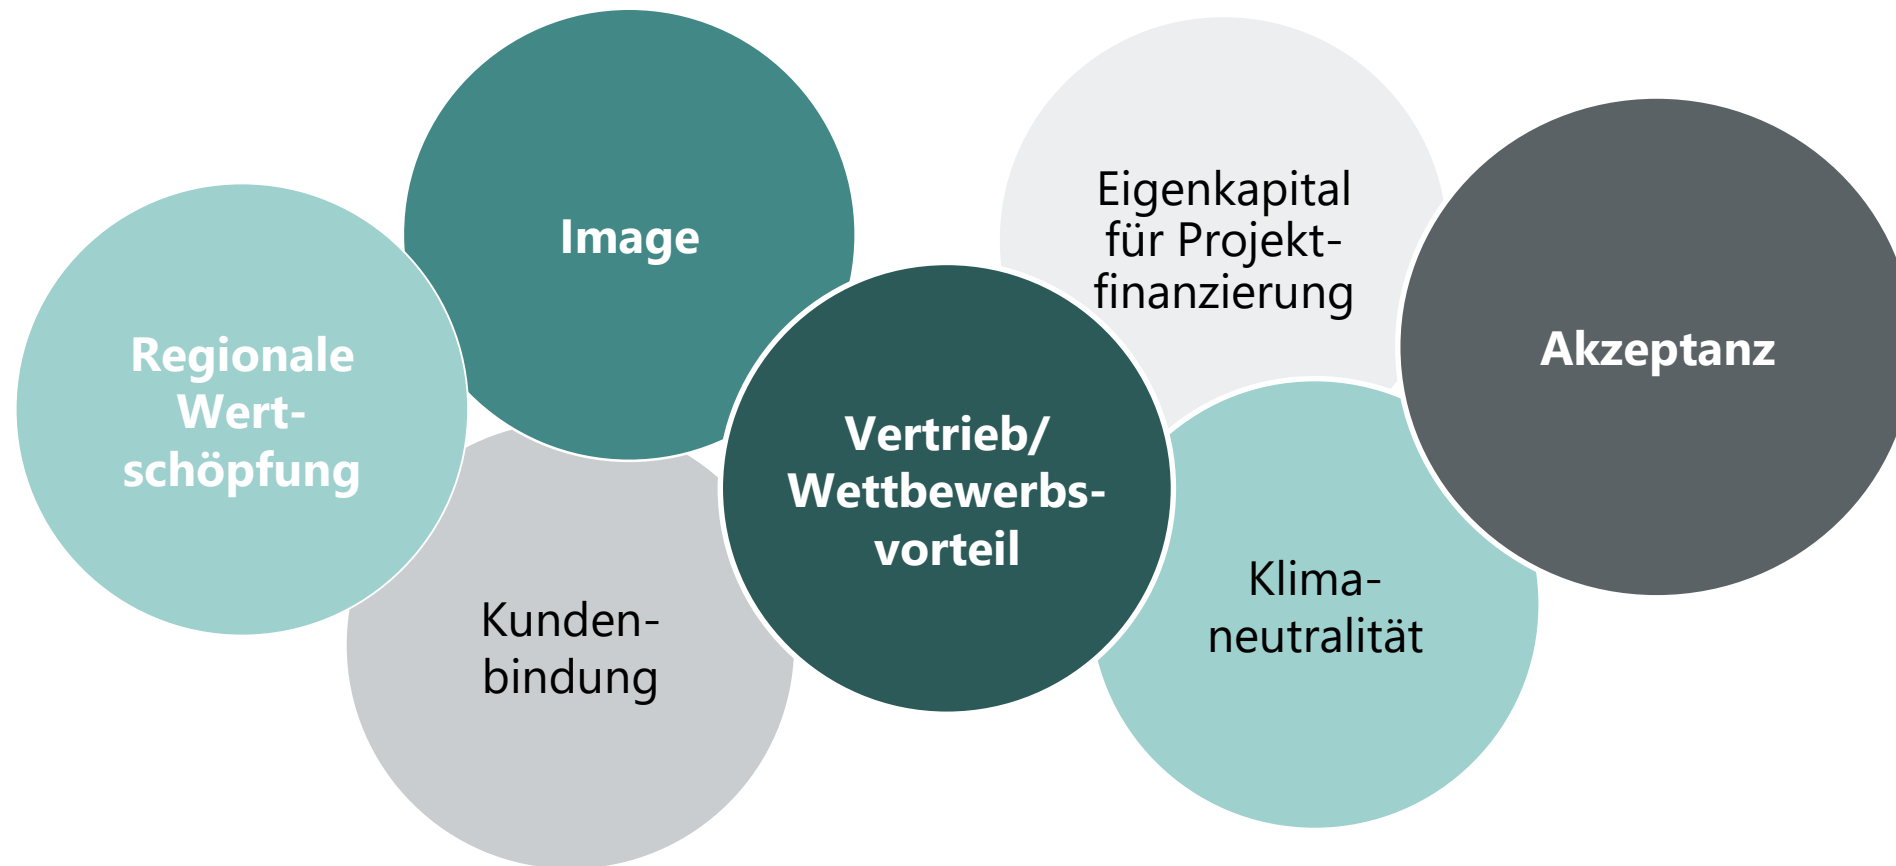 Regionale
Wert-
schöpfung
Image
Kunden-
bindung
Vertrieb/
Wettbewerbs-
vorteil
Eigenkapital
für Projekt-
finanzierung
Klima-
neutralität
Akzeptanz